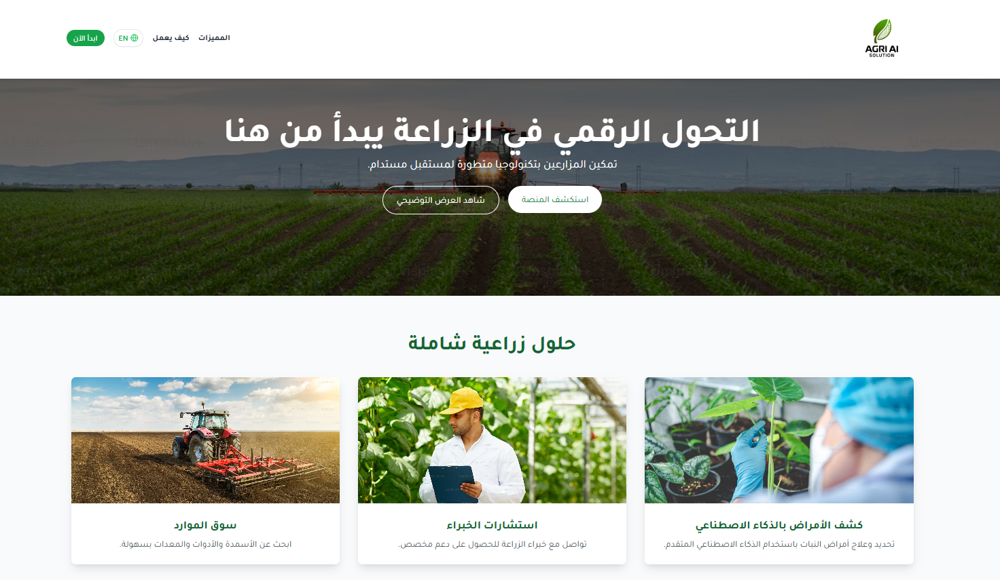 AGRI AI
SOLUTION
المميزات
كيف يعمل
EN
ابدأ الآن
التحول الرقمي في الزراعة يبدأ من هنا
تمكين المزارعين بتكنولوجيا متطورة لمستقبل مستدام.
استكشف المنصة
شاهد العرض التوضيحي
حلول زراعية شاملة
كشف الأمراض بالذكاء الاصطناعي
تحديد وعلاج أمراض النبات باستخدام الذكاء الاصطناعي المتقدم.
استشارات الخبراء
تواصل مع خبراء الزراعة للحصول على دعم مخصص.
سوق الموارد
ابحث عن الأسمدة والأدوات والمعدات بسهولة.